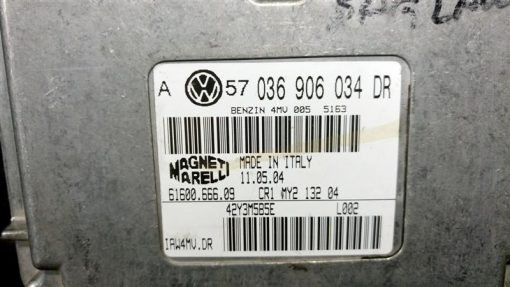 A VW 57 036 906 034 DR
BENZIN 4MV 005 5163
MAGNETI
MARELLI
MADE IN ITALY
11.05.04
61600.666.09 CR1 MY2 132 04
42Y3M5B5E L002
IAW4MV.DR